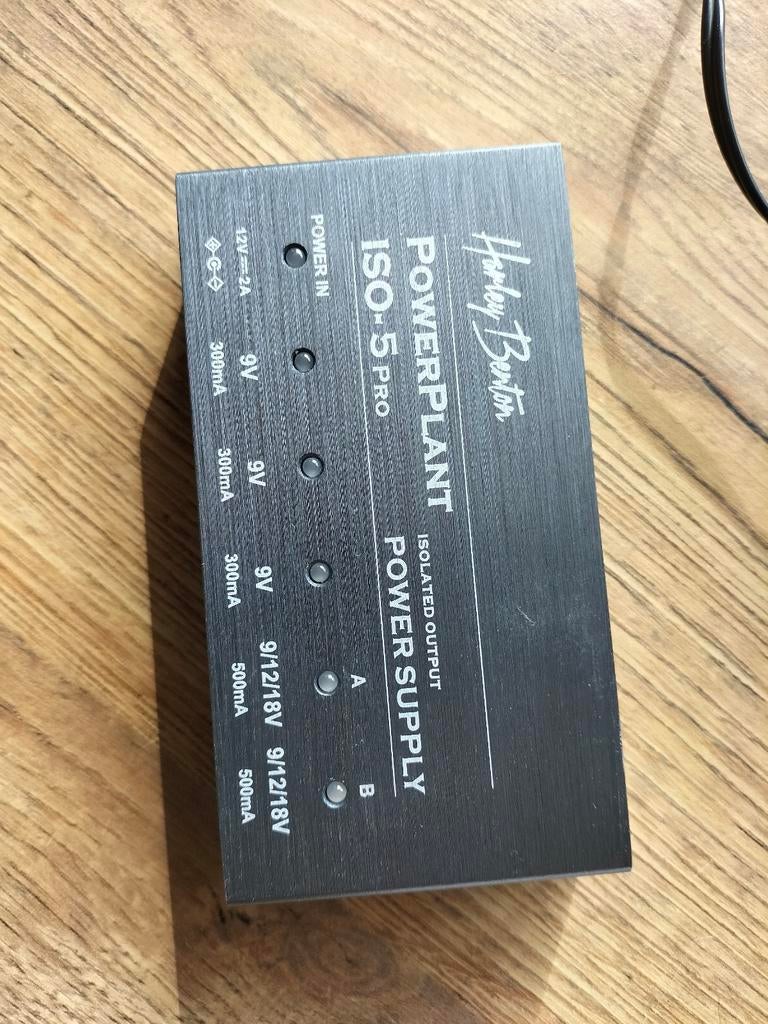 Harley Benton
POWERPLANT
ISO-5 PRO
ISOLATED OUTPUT
POWER SUPPLY
POWER IN
A
B
12V⎓2A
9V
300mA
9V
300mA
9V
300mA
9/12/18V
500mA
9/12/18V
500mA